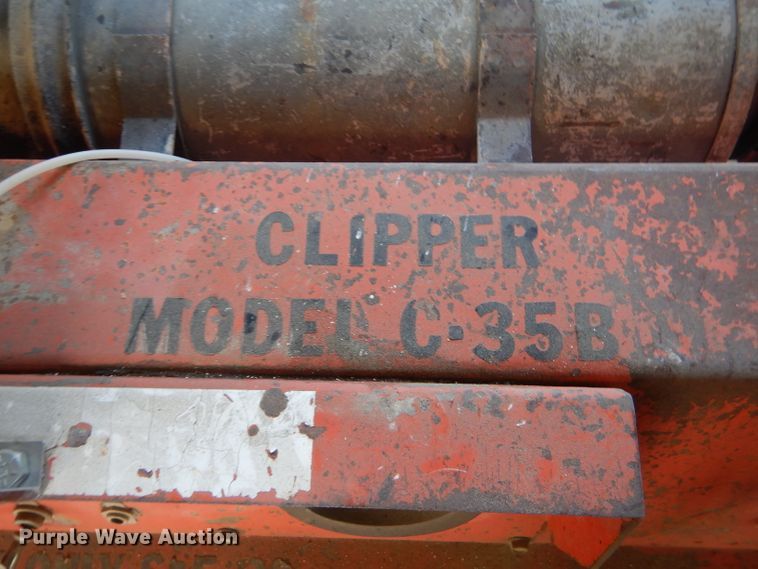 CLIPPER
MODEL C-35B
Purple Wave Auction